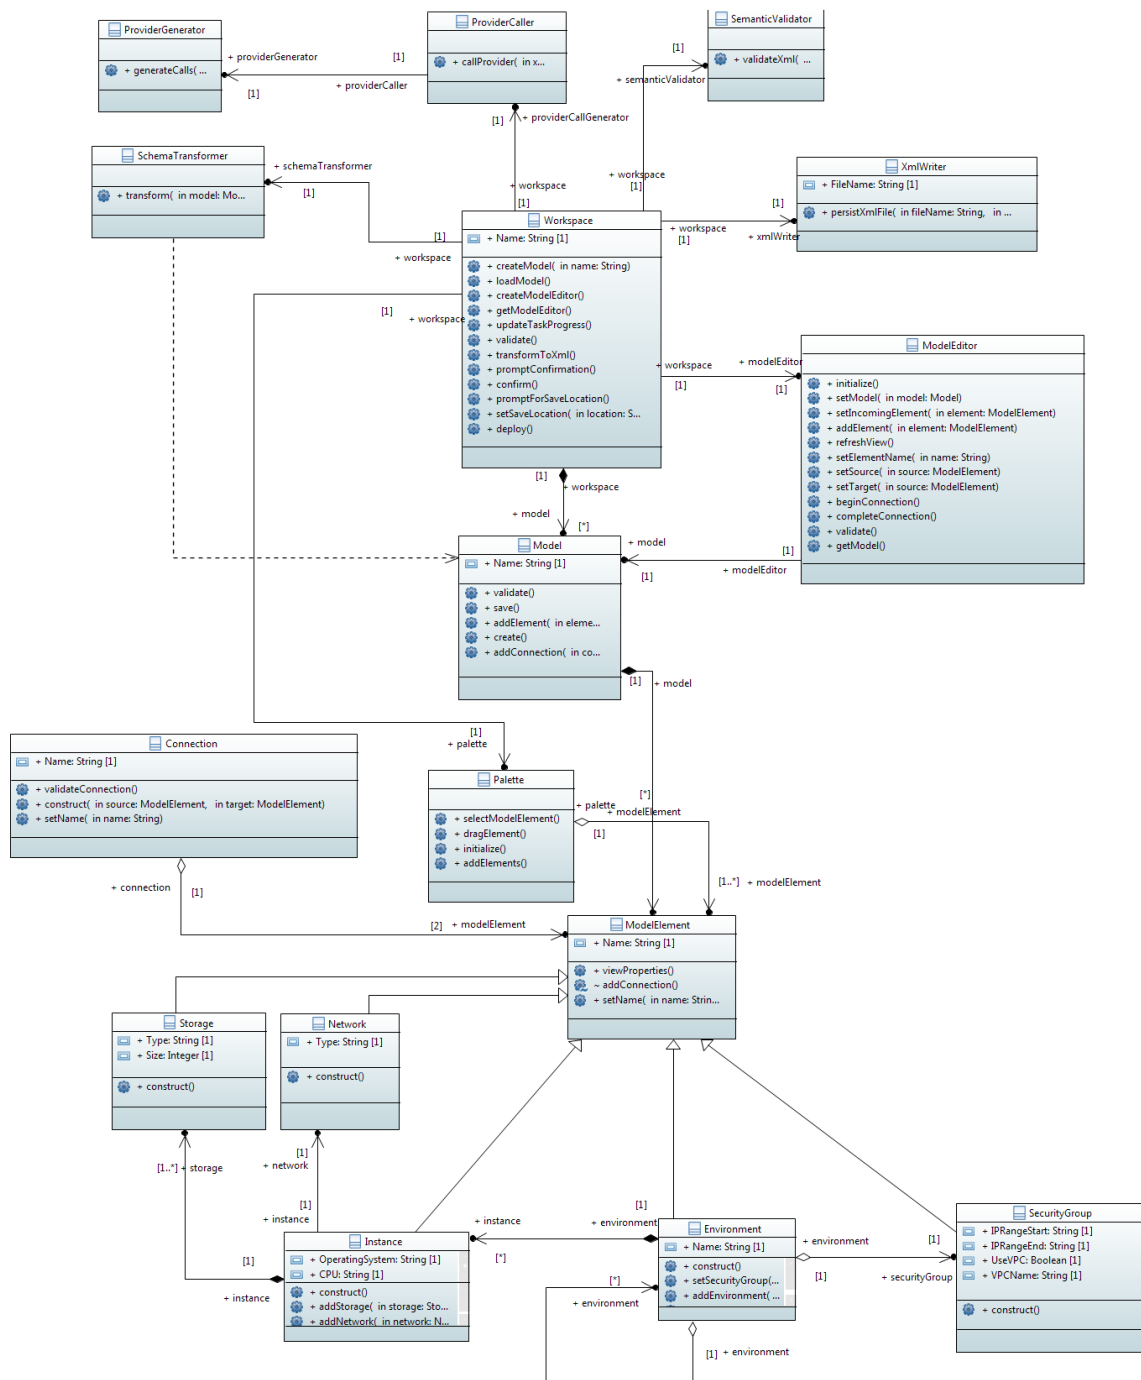 ProviderGenerator
+ generateCalls( ...
+ providerGenerator
[1]
[1]
+ providerCaller
ProviderCaller
+ callProvider( in x...
[1]
+ providerCallGenerator
+ workspace
[1]
SemanticValidator
+ validateXml( ...
[1]
+ semanticValidator
+ workspace
[1]
SchemaTransformer
+ transform( in model: Mo...
+ schemaTransformer
[1]
[1]
+ workspace
XmlWriter
+ FileName: String [1]
+ persistXmlFile( in fileName: String, in ...
[1]
+ xmlWriter
+ workspace
[1]
Workspace
+ Name: String [1]
+ createModel( in name: String)
+ loadModel()
+ createModelEditor()
+ getModelEditor()
+ updateTaskProgress()
+ validate()
+ transformToXml()
+ promptConfirmation()
+ confirm()
+ promptForSaveLocation()
+ setSaveLocation( in location: S...
+ deploy()
[1]
+ workspace
+ workspace
[1]
+ modelEditor
[1]
ModelEditor
+ initialize()
+ setModel( in model: Model)
+ setIncomingElement( in element: ModelElement)
+ addElement( in element: ModelElement)
+ refreshView()
+ setElementName( in name: String)
+ setSource( in source: ModelElement)
+ setTarget( in source: ModelElement)
+ beginConnection()
+ completeConnection()
+ validate()
+ getModel()
[1]
+ workspace
+ model
[*]
Model
+ Name: String [1]
+ validate()
+ save()
+ addElement( in eleme...
+ create()
+ addConnection( in co...
+ model
[1]
[1]
+ modelEditor
[1]
+ model
[1]
+ palette
Connection
+ Name: String [1]
+ validateConnection()
+ construct( in source: ModelElement, in target: ModelElement)
+ setName( in name: String)
Palette
+ selectModelElement()
+ dragElement()
+ initialize()
+ addElements()
[*]
+ palette
+ modelElement
[1]
[1..*]
+ modelElement
+ connection
[1]
[2]
+ modelElement
ModelElement
+ Name: String [1]
+ viewProperties()
~ addConnection()
+ setName( in name: Strin...
Storage
+ Type: String [1]
+ Size: Integer [1]
+ construct()
Network
+ Type: String [1]
+ construct()
[1..*]
+ storage
[1]
+ network
[1]
+ instance
[1]
+ instance
Instance
+ OperatingSystem: String [1]
+ CPU: String [1]
+ construct()
+ addStorage( in storage: Sto...
+ addNetwork( in network: N...
+ instance
[*]
[1]
+ environment
Environment
+ Name: String [1]
+ construct()
+ setSecurityGroup(...
+ addEnvironment( ...
+ environment
[1]
[1]
+ securityGroup
[*]
+ environment
[1]
+ environment
SecurityGroup
+ IPRangeStart: String [1]
+ IPRangeEnd: String [1]
+ UseVPC: Boolean [1]
+ VPCName: String [1]
+ construct()